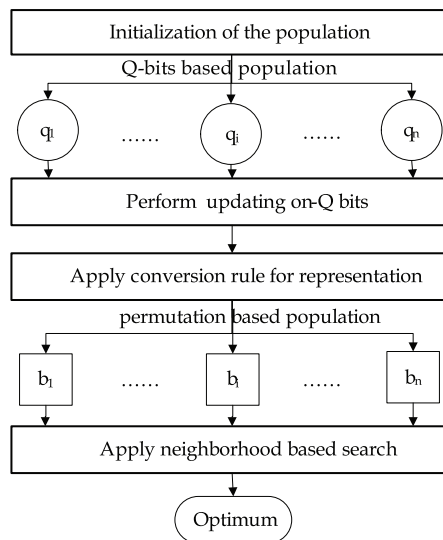 Initialization of the population
Q-bits based population
q1 ...... qi ...... qn
Perform updating on-Q bits
Apply conversion rule for representation
permutation based population
b1 ...... bi ...... bn
Apply neighborhood based search
Optimum